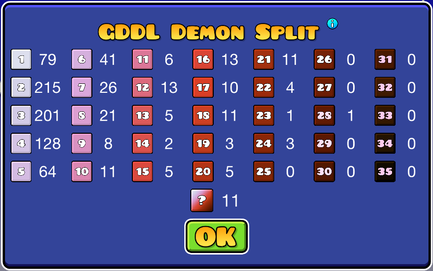 GDDL Demon Split i
1 79 6 41 11 6 16 13 21 11 26 0 31 0
2 215 7 26 12 13 17 10 22 4 27 0 32 0
3 201 8 21 13 5 18 11 23 1 28 1 33 0
4 128 9 8 14 2 19 3 24 3 29 0 34 0
5 64 10 11 15 5 20 5 25 0 30 0 35 0
? 11
OK